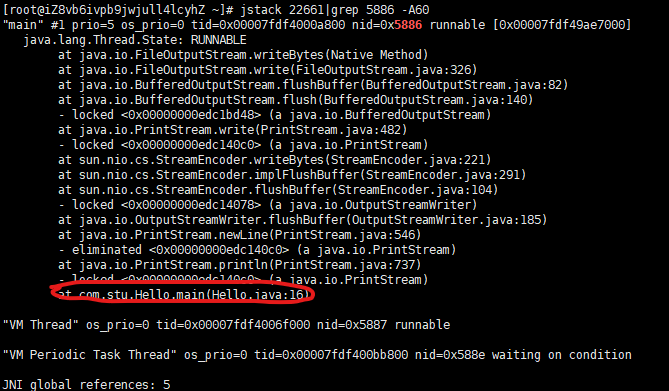 [root@iZ8vb6ivpb9jwjull4lcyhZ ~]# jstack 22661|grep 5886 -A60
"main" #1 prio=5 os_prio=0 tid=0x00007fdf4000a800 nid=0x5886 runnable [0x00007fdf49ae7000]
java.lang.Thread.State: RUNNABLE
at java.io.FileOutputStream.writeBytes(Native Method)
at java.io.FileOutputStream.write(FileOutputStream.java:326)
at java.io.BufferedOutputStream.flushBuffer(BufferedOutputStream.java:82)
at java.io.BufferedOutputStream.flush(BufferedOutputStream.java:140)
- locked <0x00000000edc1bd48> (a java.io.BufferedOutputStream)
at java.io.PrintStream.write(PrintStream.java:482)
- locked <0x00000000edc140c0> (a java.io.PrintStream)
at sun.nio.cs.StreamEncoder.writeBytes(StreamEncoder.java:221)
at sun.nio.cs.StreamEncoder.implFlushBuffer(StreamEncoder.java:291)
at sun.nio.cs.StreamEncoder.flushBuffer(StreamEncoder.java:104)
- locked <0x00000000edc14078> (a java.io.OutputStreamWriter)
at java.io.OutputStreamWriter.flushBuffer(OutputStreamWriter.java:185)
at java.io.PrintStream.newLine(PrintStream.java:546)
- eliminated <0x00000000edc140c0> (a java.io.PrintStream)
at java.io.PrintStream.println(PrintStream.java:737)
- locked <0x00000000edc140c0> (a java.io.PrintStream)
at com.stu.Hello.main(Hello.java:16)
"VM Thread" os_prio=0 tid=0x00007fdf4006f000 nid=0x5887 runnable
"VM Periodic Task Thread" os_prio=0 tid=0x00007fdf400bb800 nid=0x588e waiting on condition
JNI global references: 5